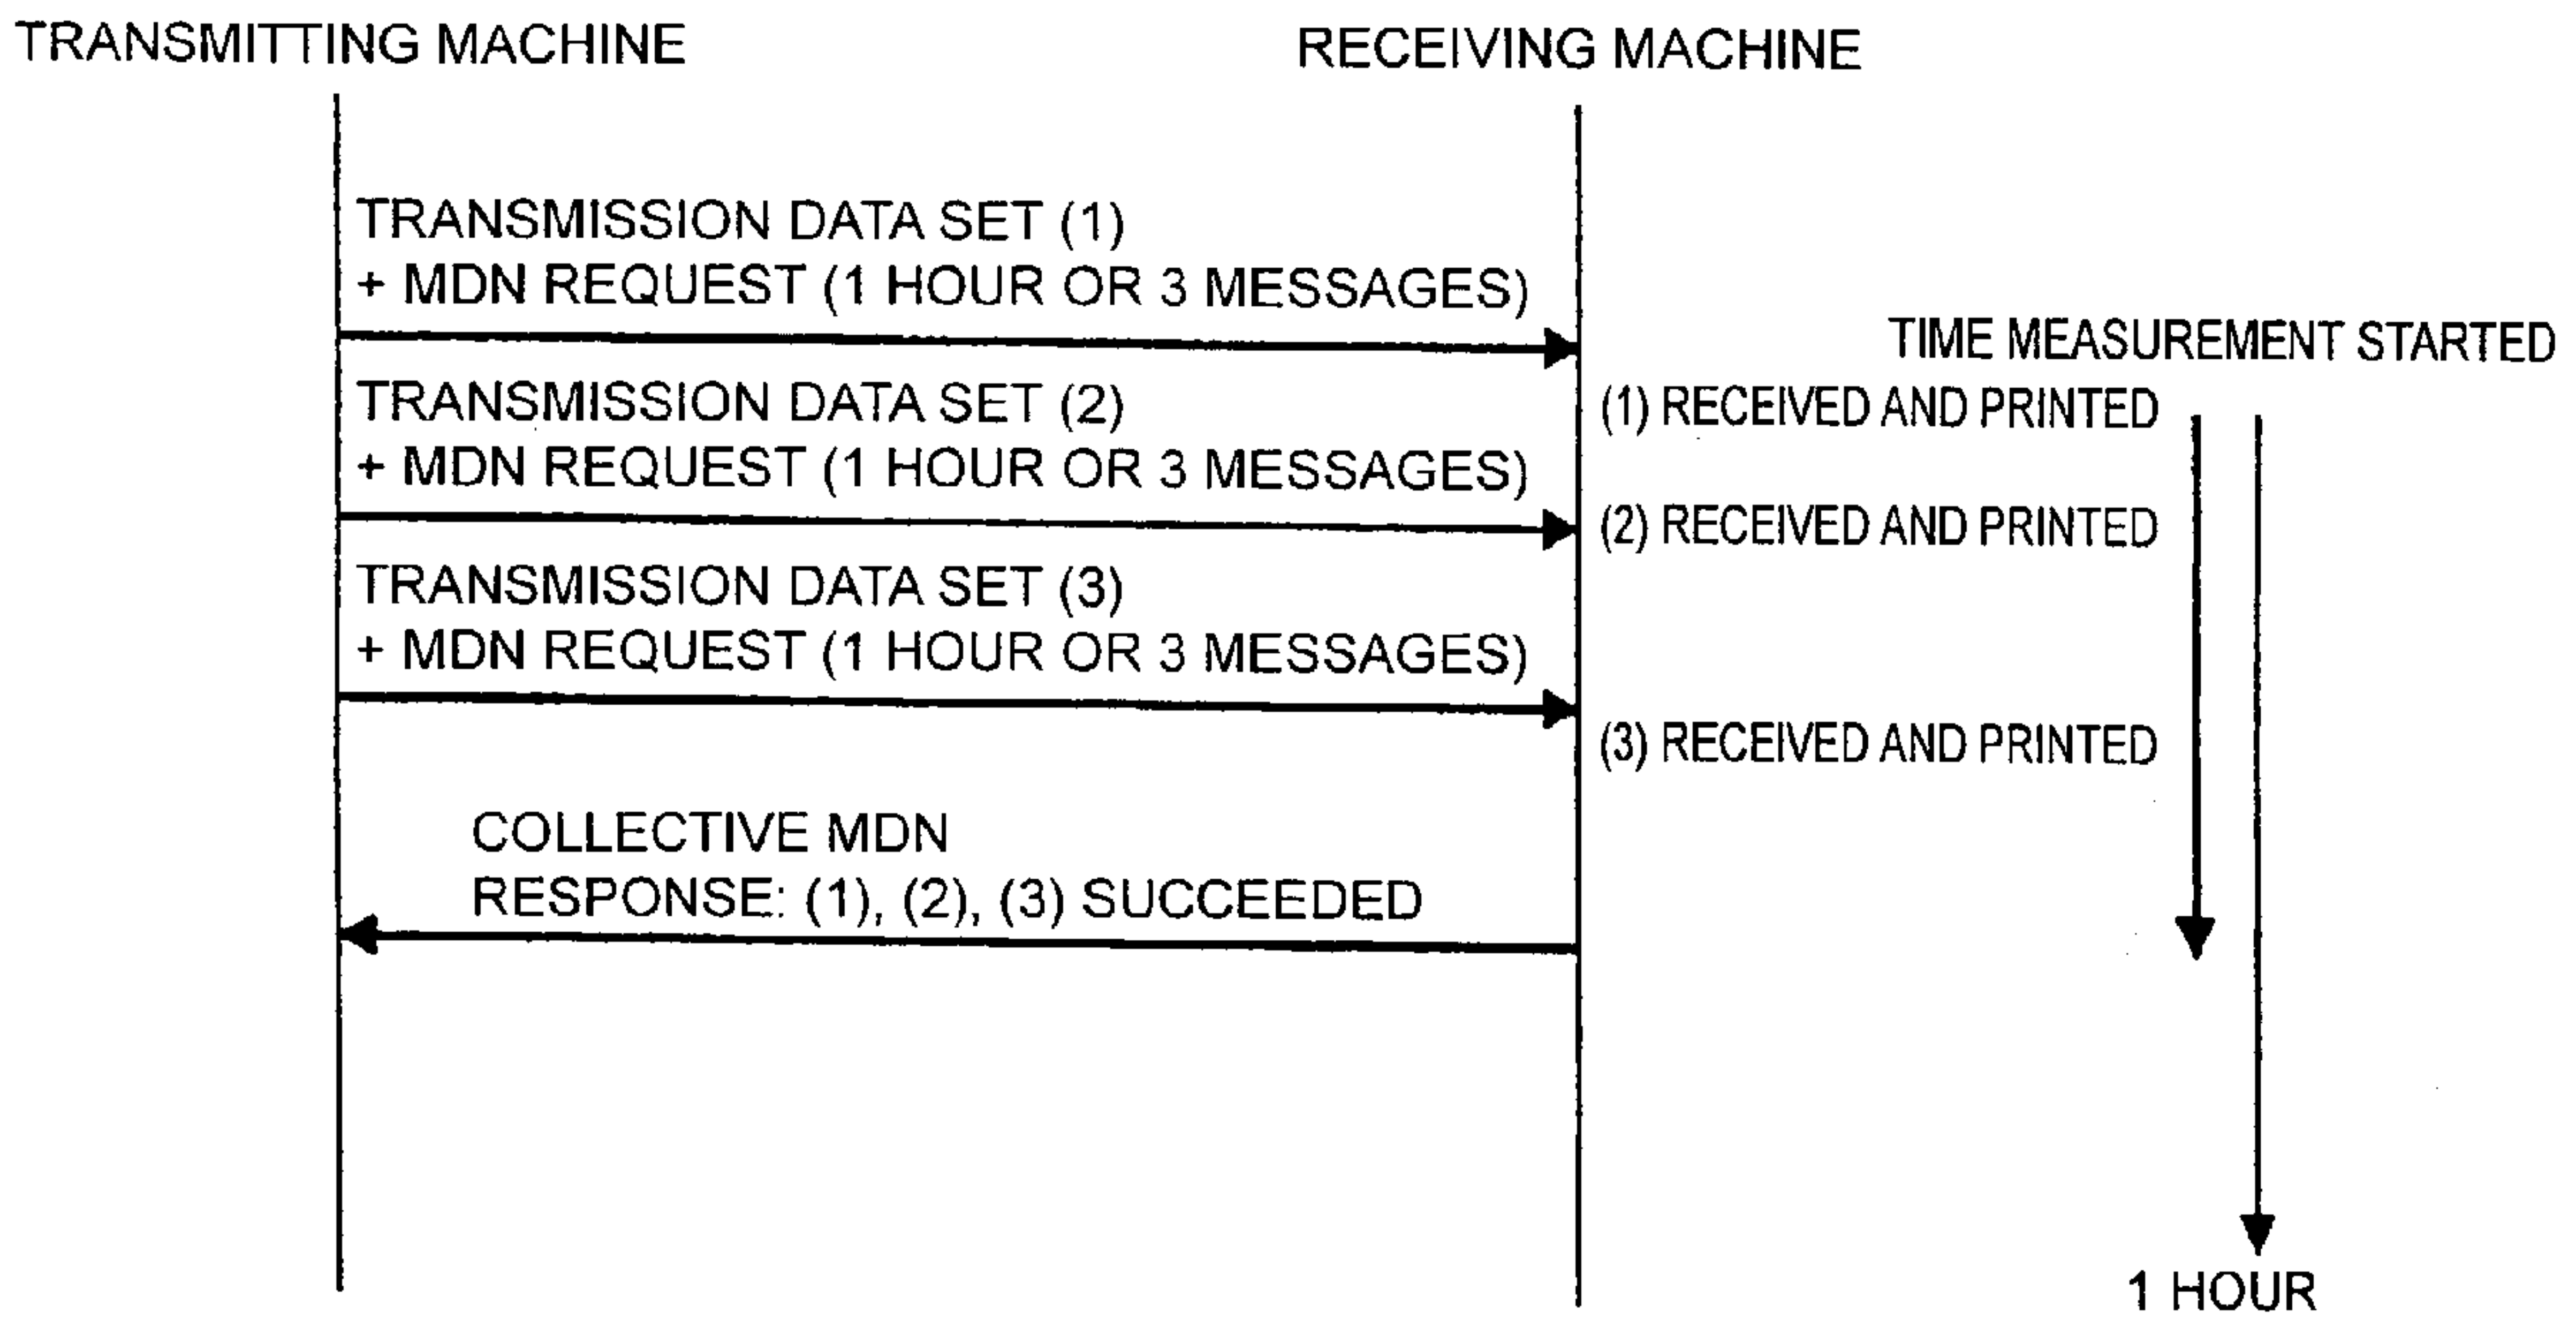 TRANSMITTING MACHINE
RECEIVING MACHINE
TRANSMISSION DATA SET (1)
+ MDN REQUEST (1 HOUR OR 3 MESSAGES)
TIME MEASUREMENT STARTED
TRANSMISSION DATA SET (2)
+ MDN REQUEST (1 HOUR OR 3 MESSAGES)
(1) RECEIVED AND PRINTED
(2) RECEIVED AND PRINTED
TRANSMISSION DATA SET (3)
+ MDN REQUEST (1 HOUR OR 3 MESSAGES)
(3) RECEIVED AND PRINTED
COLLECTIVE MDN
RESPONSE: (1), (2), (3) SUCCEEDED
1 HOUR